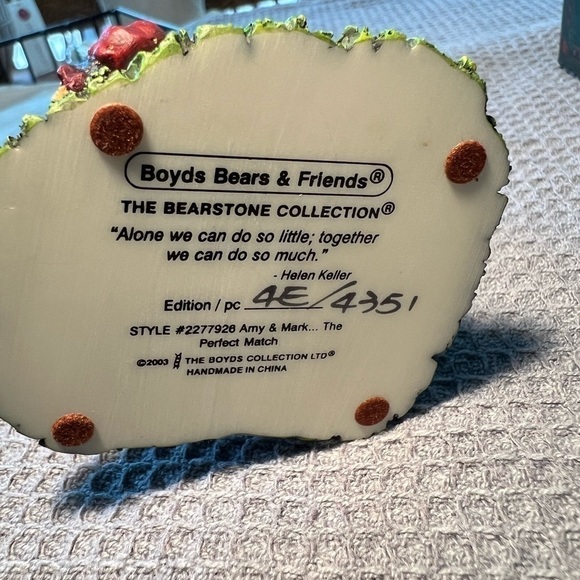 Boyds Bears & Friends®
THE BEARSTONE COLLECTION®
"Alone we can do so little; together
we can do so much."
- Helen Keller
Edition / pc 4E/4351
STYLE #2277926 Amy & Mark... The
Perfect Match
©2003 THE BOYDS COLLECTION LTD®
HANDMADE IN CHINA